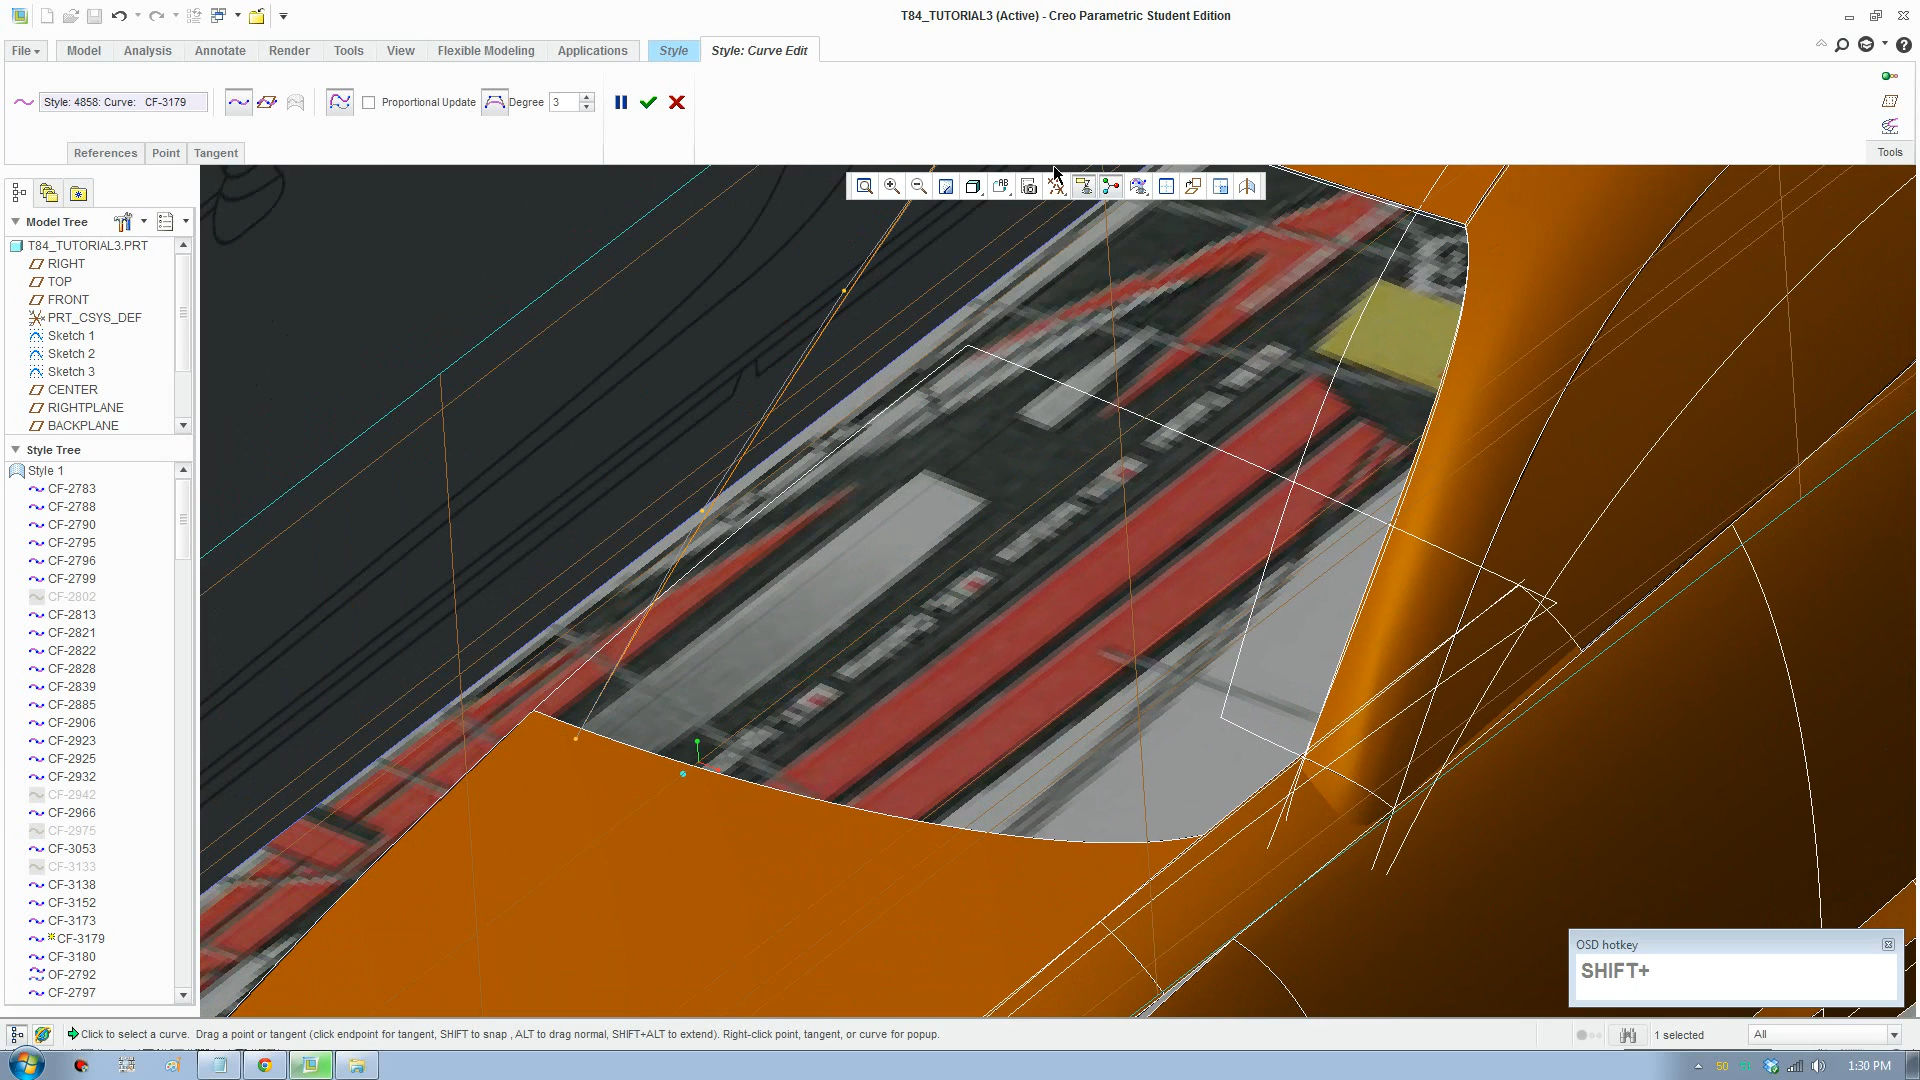 T84_TUTORIAL3 (Active) - Creo Parametric Student Edition
File
Model
Analysis
Annotate
Render
Tools
View
Flexible Modeling
Applications
Style
Style: Curve Edit
Style: 4858: Curve: CF-3179
Proportional Update
Degree
3
References
Point
Tangent
Tools
Model Tree
T84_TUTORIAL3.PRT
RIGHT
TOP
FRONT
PRT_CSYS_DEF
Sketch 1
Sketch 2
Sketch 3
CENTER
RIGHTPLANE
BACKPLANE
Style Tree
Style 1
CF-2783
CF-2788
CF-2790
CF-2795
CF-2796
CF-2799
CF-2802
CF-2813
CF-2821
CF-2822
CF-2828
CF-2839
CF-2885
CF-2906
CF-2923
CF-2925
CF-2932
CF-2942
CF-2966
CF-2975
CF-3053
CF-3133
CF-3138
CF-3152
CF-3173
CF-3179
CF-3180
OF-2792
CF-2797
OSD hotkey
SHIFT+
Click to select a curve. Drag a point or tangent (click endpoint for tangent, SHIFT to snap , ALT to drag normal, SHIFT+ALT to extend). Right-click point, tangent, or curve for popup.
1 selected
All
50
1:30 PM